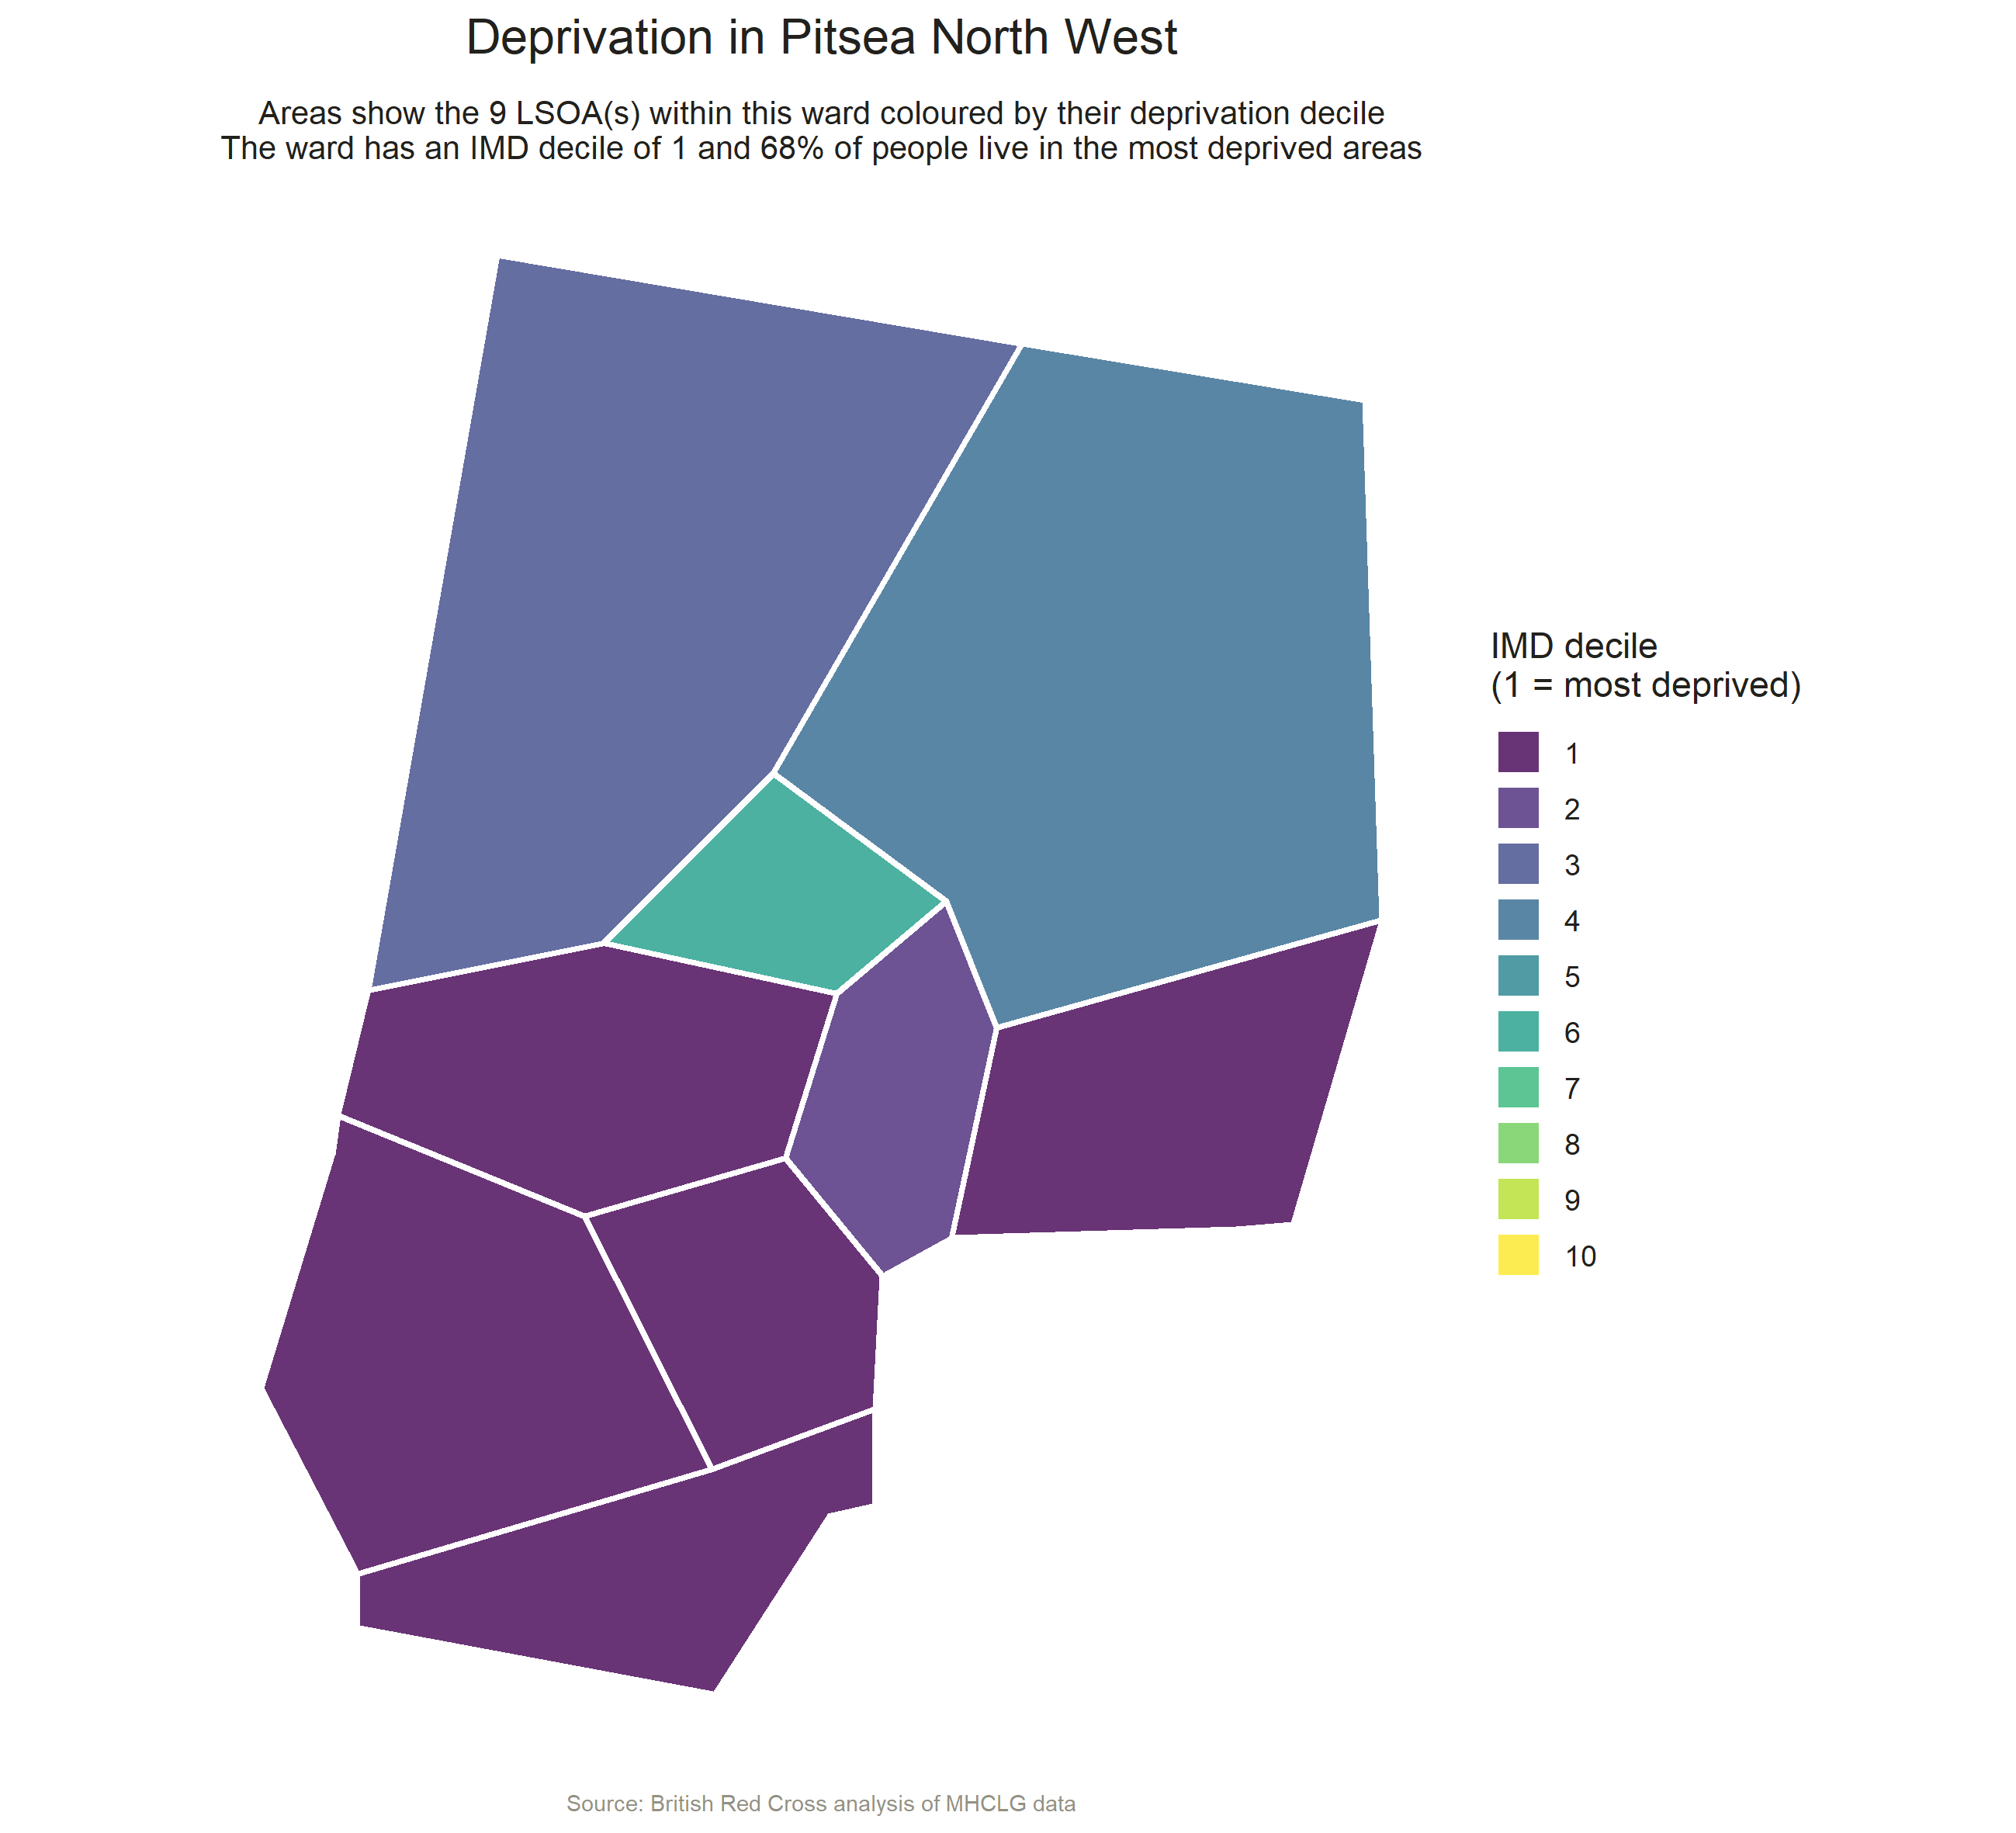 Deprivation in Pitsea North West
Areas show the 9 LSOA(s) within this ward coloured by their deprivation decile
The ward has an IMD decile of 1 and 68% of people live in the most deprived areas
IMD decile
(1 = most deprived)
1
2
3
4
5
6
7
8
9
10
Source: British Red Cross analysis of MHCLG data